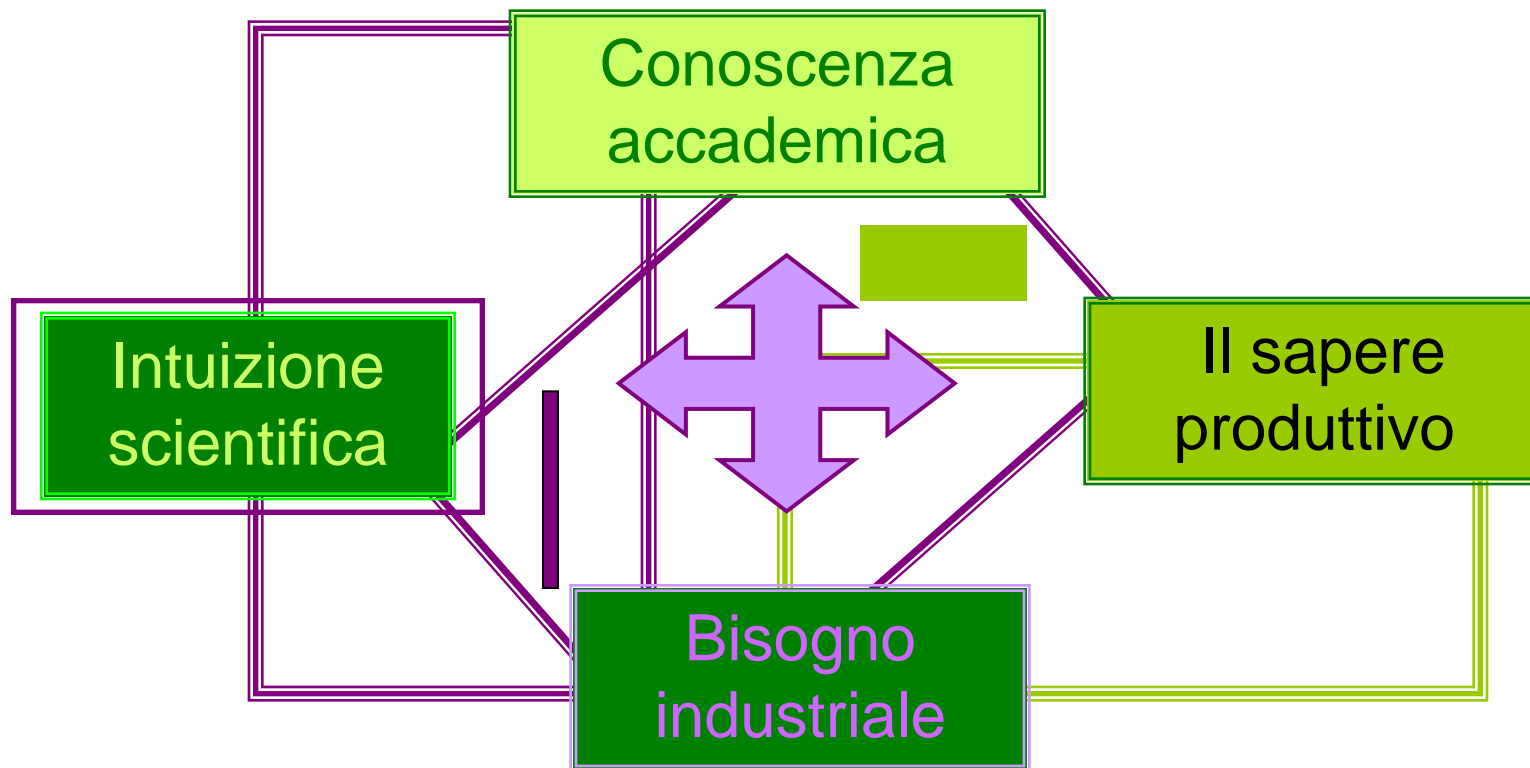 Conoscenza
accademica
Intuizione
scientifica
Il sapere
produttivo
Bisogno
industriale